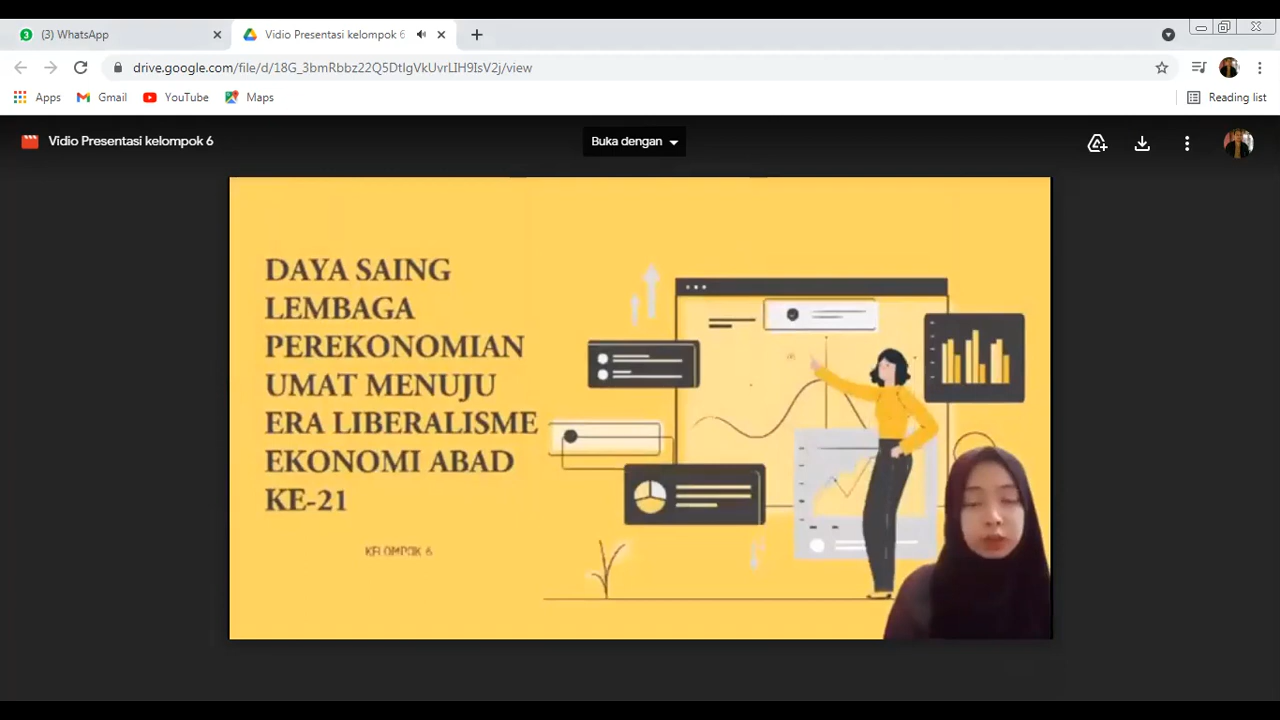 (3) WhatsApp
Vidio Presentasi kelompok 6
drive.google.com/file/d/18G_3bmRbbz22Q5DtIgVkUvrLIH9IsV2j/view
Apps
Gmail
YouTube
Maps
Reading list
Vidio Presentasi kelompok 6
Buka dengan
DAYA SAING
LEMBAGA
PEREKONOMIAN
UMAT MENUJU
ERA LIBERALISME
EKONOMI ABAD
KE-21
KELOMPOK 6